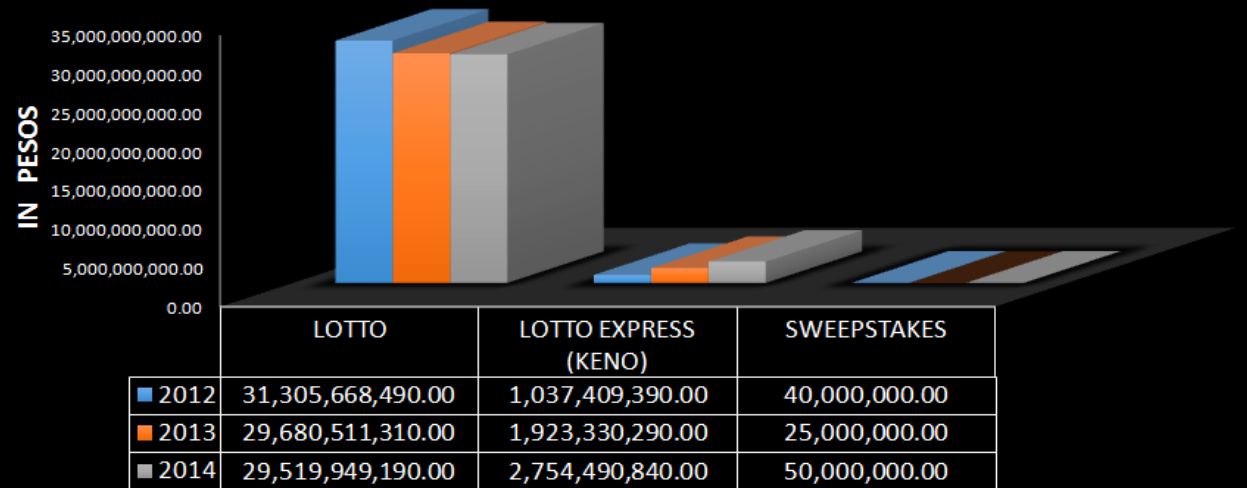 IN PESOS
35,000,000,000.00
30,000,000,000.00
25,000,000,000.00
20,000,000,000.00
15,000,000,000.00
10,000,000,000.00
5,000,000,000.00
0.00
LOTTO LOTTO EXPRESS SWEEPSTAKES
(KENO)
2012 31,305,668,490.00 1,037,409,390.00 40,000,000.00
2013 29,680,511,310.00 1,923,330,290.00 25,000,000.00
2014 29,519,949,190.00 2,754,490,840.00 50,000,000.00